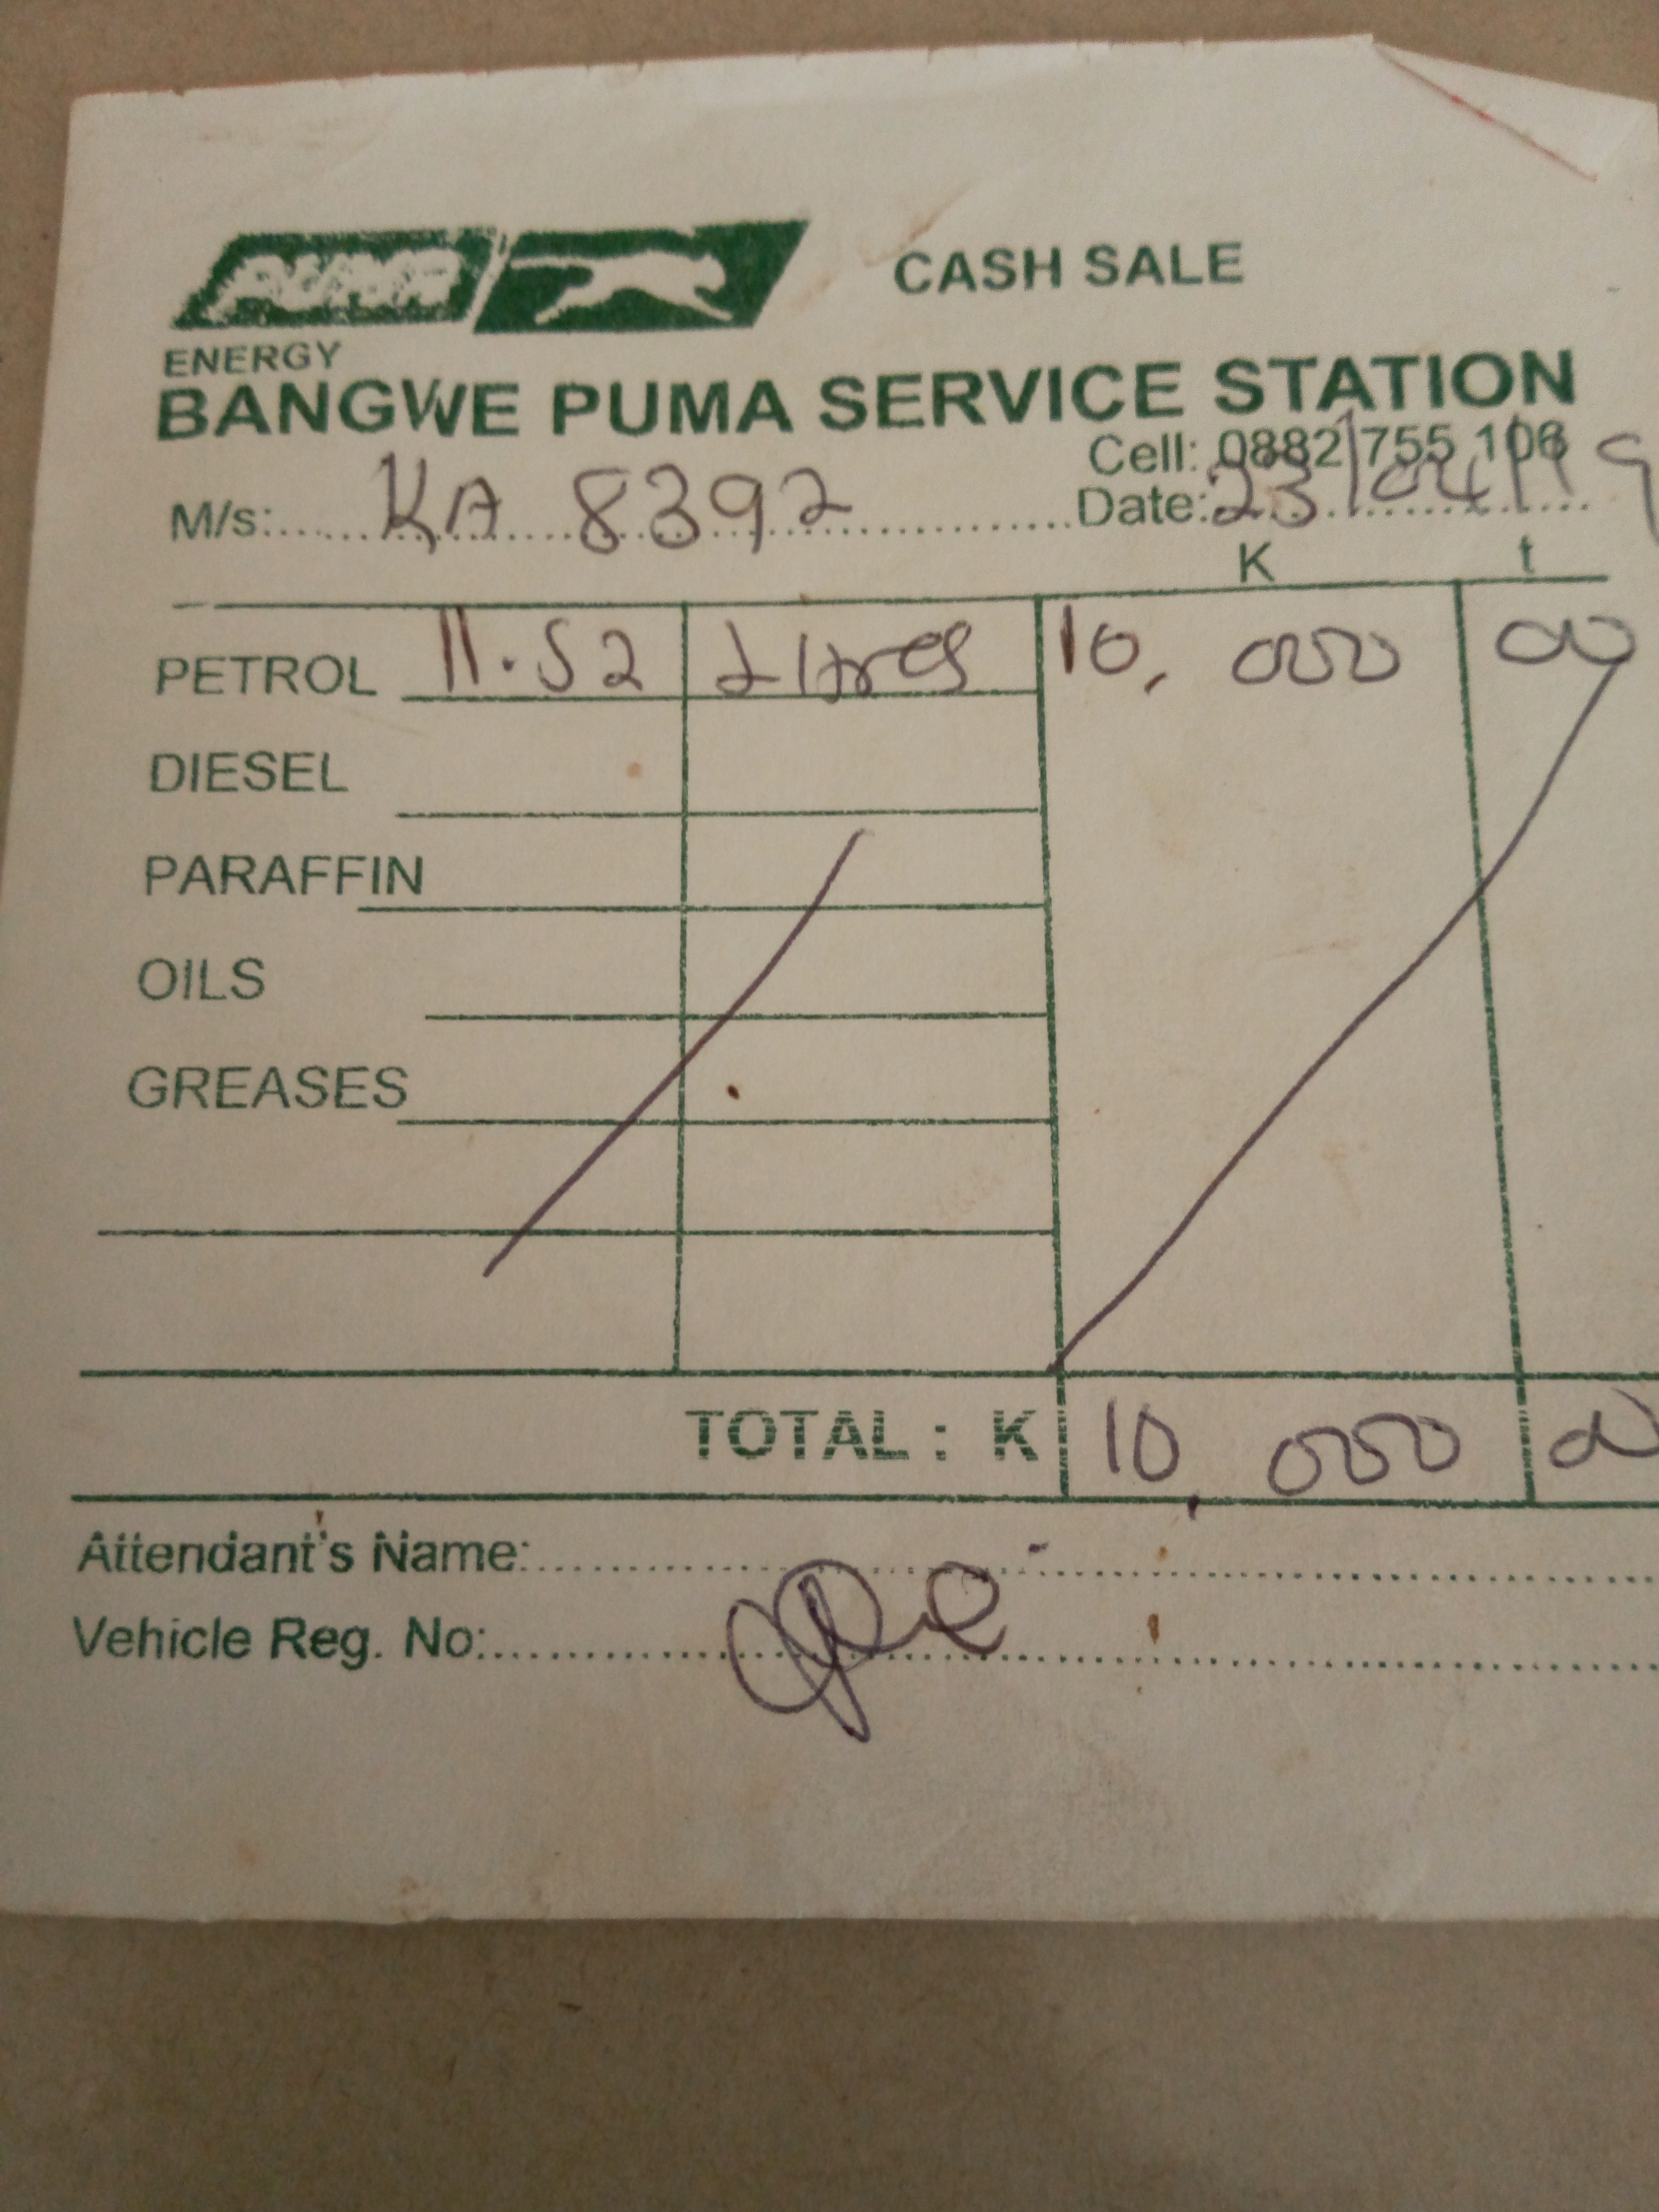 PUMA CASH SALE
ENERGY
BANGWE PUMA SERVICE STATION
Cell: 0882 755 106
M/s: KA 8392 Date: 23/04/19
K t
PETROL 11.52 Litres 10,000 00
DIESEL
PARAFFIN
OILS
GREASES
TOTAL : K 10,000 00
Attendant's Name:
Vehicle Reg. No: